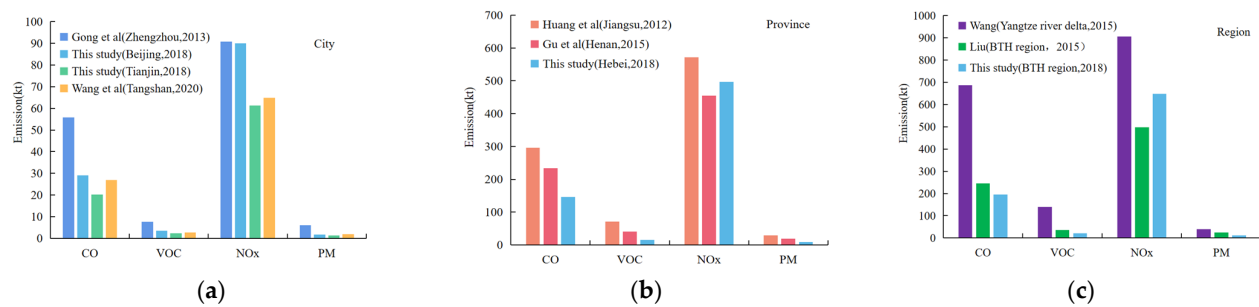 100
90
80
70
60
50
40
30
20
10
0
Emission(kt)
Gong et al(Zhengzhou,2013)
This study(Beijing,2018)
This study(Tianjin,2018)
Wang et al(Tangshan,2020)
City
CO VOC NOx PM
(a)
700
600
500
400
300
200
100
0
Emission(kt)
Huang et al(Jiangsu,2012)
Gu et al(Henan,2015)
This study(Hebei,2018)
Province
CO VOC NOx PM
(b)
1000
900
800
700
600
500
400
300
200
100
0
Emission(kt)
Wang(Yangtze river delta,2015)
Liu(BTH region，2015）
This study(BTH region,2018)
Region
CO VOC NOx PM
(c)